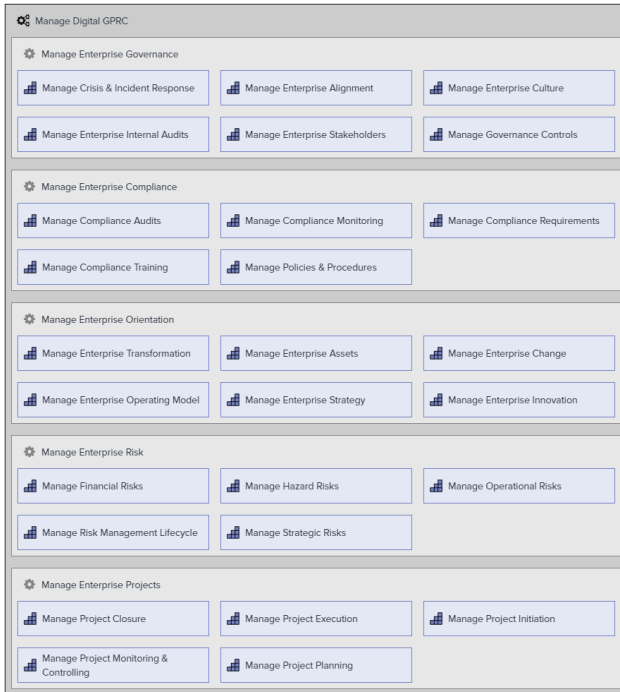 Manage Digital GPRC
Manage Enterprise Governance
Manage Crisis & Incident Response
Manage Enterprise Alignment
Manage Enterprise Culture
Manage Enterprise Internal Audits
Manage Enterprise Stakeholders
Manage Governance Controls
Manage Enterprise Compliance
Manage Compliance Audits
Manage Compliance Monitoring
Manage Compliance Requirements
Manage Compliance Training
Manage Policies & Procedures
Manage Enterprise Orientation
Manage Enterprise Transformation
Manage Enterprise Assets
Manage Enterprise Change
Manage Enterprise Operating Model
Manage Enterprise Strategy
Manage Enterprise Innovation
Manage Enterprise Risk
Manage Financial Risks
Manage Hazard Risks
Manage Operational Risks
Manage Risk Management Lifecycle
Manage Strategic Risks
Manage Enterprise Projects
Manage Project Closure
Manage Project Execution
Manage Project Initiation
Manage Project Monitoring &
Controlling
Manage Project Planning